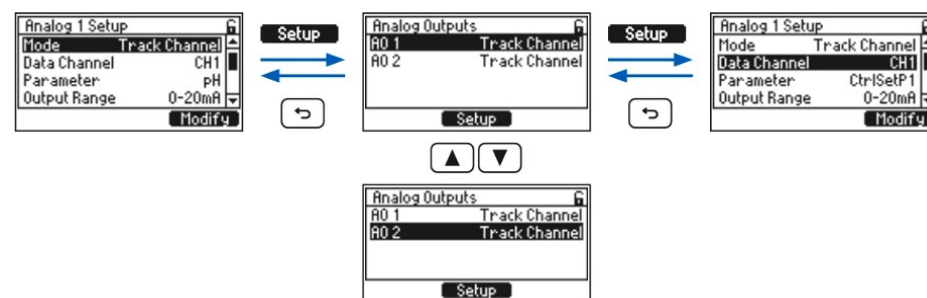 Analog 1 Setup
Mode Track Channel
Data Channel CH1
Parameter pH
Output Range 0-20mA
Modify
Setup
Analog Outputs
AO 1 Track Channel
AO 2 Track Channel
Setup
Setup
Analog 1 Setup
Mode Track Channel
Data Channel CH1
Parameter CtrlSetP1
Output Range 0-20mA
Modify
Analog Outputs
AO 1 Track Channel
AO 2 Track Channel
Setup